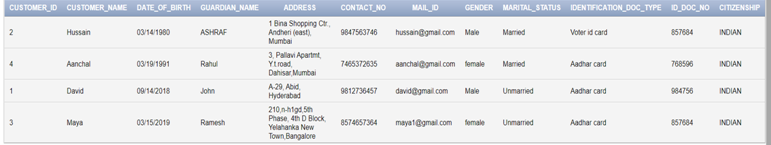 CUSTOMER_ID CUSTOMER_NAME DATE_OF_BIRTH GUARDIAN_NAME ADDRESS CONTACT_NO MAIL_ID GENDER MARITAL_STATUS IDENTIFICATION_DOC_TYPE ID_DOC_NO CITIZENSHIP
2 Hussain 03/14/1980 ASHRAF 1 Bina Shopping Ctr., Andheri (east), Mumbai 9847563746 hussain@gmail.com Male Married Voter id card 857684 INDIAN
4 Aanchal 03/19/1991 Rahul 3, Pallavi Apartmt, Y.t.road, Dahisar,Mumbai 7465372635 aanchal@gmail.com female Married Aadhar card 768596 INDIAN
1 David 09/14/2018 John A-29, Abid, Hyderabad 9812736457 david@gmail.com Male Unmarried Aadhar card 984756 INDIAN
3 Maya 03/15/2019 Ramesh 210,n-h1gd,5th Phase, 4th D Block, Yelahanka New Town,Bangalore 8574657364 maya1@gmail.com female Unmarried Aadhar card 857684 INDIAN